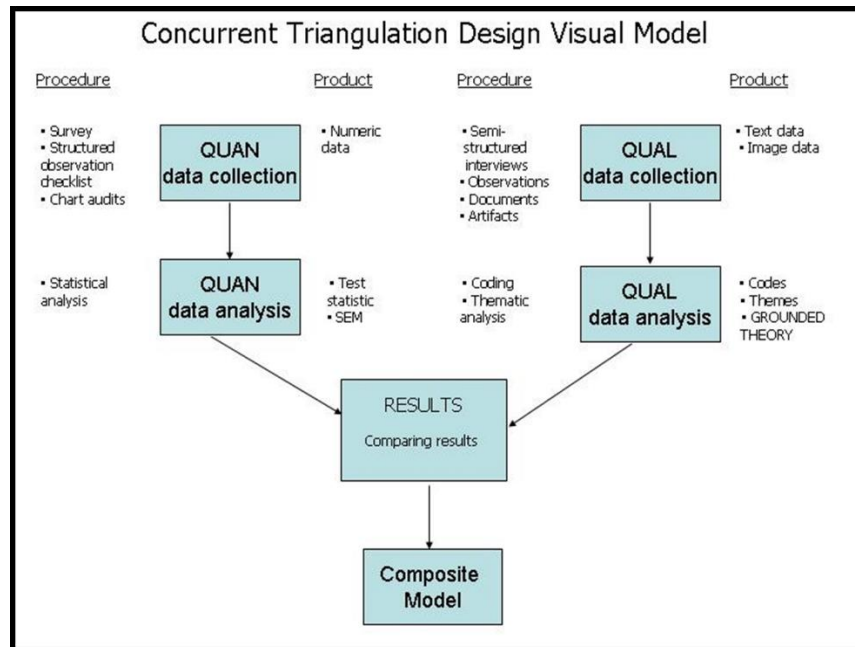 Concurrent Triangulation Design Visual Model
Procedure
Product
Procedure
Product
▪ Survey
▪ Structured
observation
checklist
▪ Chart audits
QUAN
data collection
▪ Numeric
data
▪ Semi-
structured
interviews
▪ Observations
▪ Documents
▪ Artifacts
QUAL
data collection
▪ Text data
▪ Image data
▪ Statistical
analysis
QUAN
data analysis
▪ Test
statistic
▪ SEM
▪ Coding
▪ Thematic
analysis
QUAL
data analysis
▪ Codes
▪ Themes
▪ GROUNDED
THEORY
RESULTS
Comparing results
Composite
Model